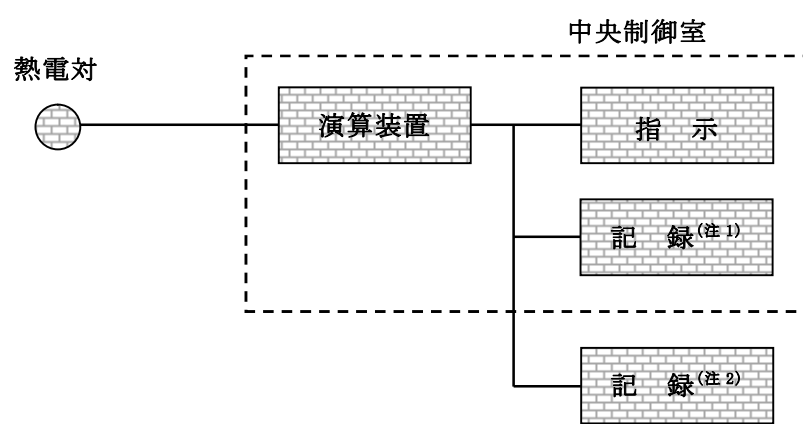 中央制御室
熱電対
演算装置
指 示
記 録(注1)
記 録(注2)